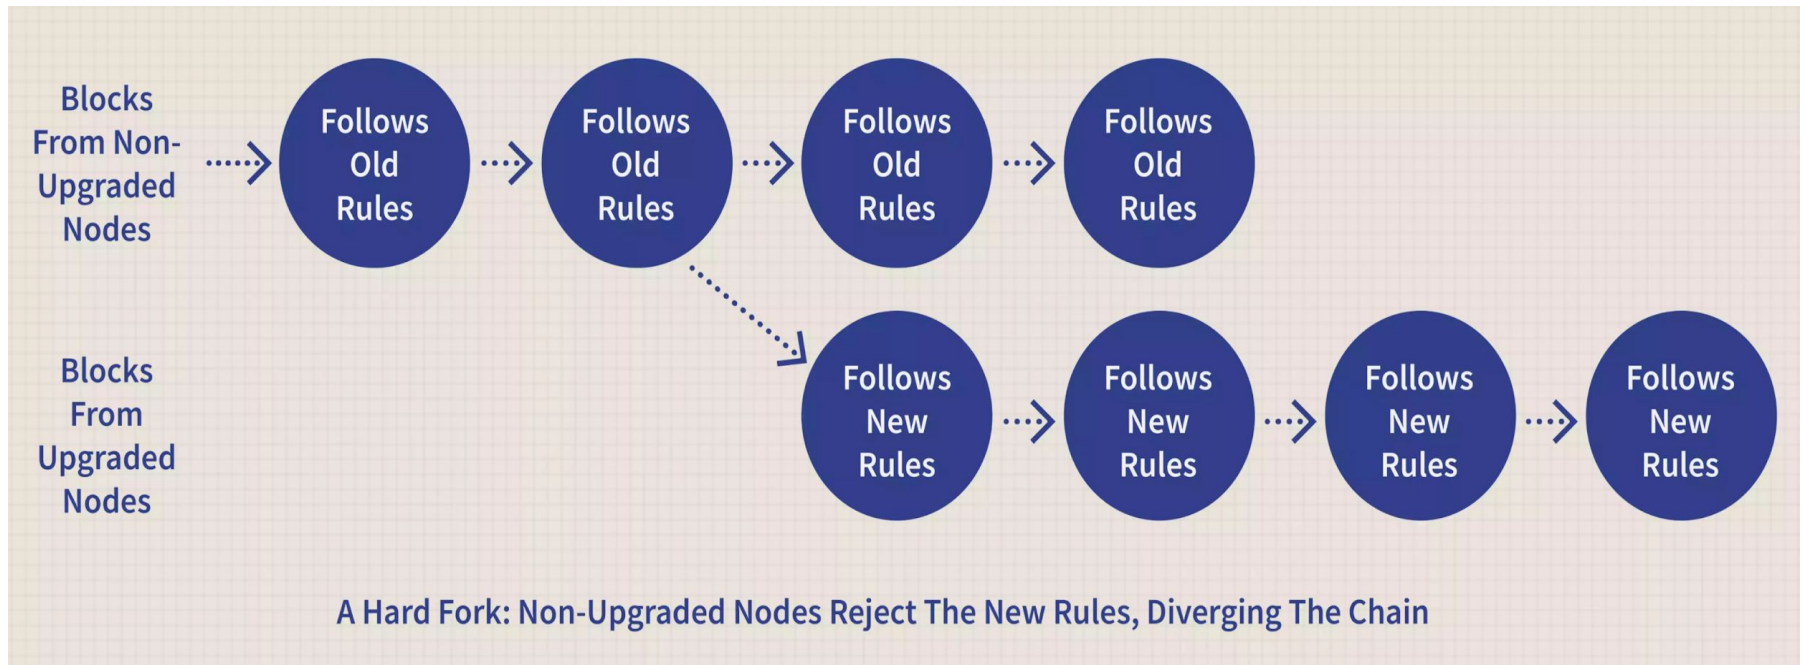 Blocks
From Non-
Upgraded
Nodes
Follows
Old
Rules
Follows
Old
Rules
Follows
Old
Rules
Follows
Old
Rules
Blocks
From
Upgraded
Nodes
Follows
New
Rules
Follows
New
Rules
Follows
New
Rules
Follows
New
Rules
A Hard Fork: Non-Upgraded Nodes Reject The New Rules, Diverging The Chain